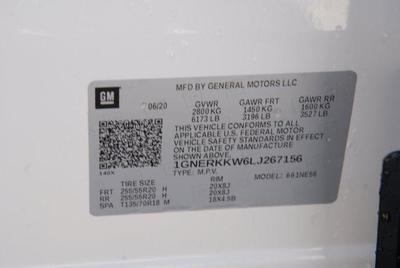 MFD BY GENERAL MOTORS LLC
GM
06/20 GVWR GAWR FRT GAWR RR
2800 KG 1450 KG 1600 KG
6173 LB 3196 LB 3527 LB
THIS VEHICLE CONFORMS TO ALL
APPLICABLE U.S. FEDERAL MOTOR
VEHICLE SAFETY STANDARDS IN EFFECT
ON THE DATE OF MANUFACTURE
SHOWN ABOVE.
1GNERKKW6LJ267156
140X TYPE: M.P.V. MODEL: 661NE56
TIRE SIZE RIM
FRT 255/55R20 H 20X8J
RR 255/55R20 H 20X8J
SPA T135/70R18 M 18X4.5B